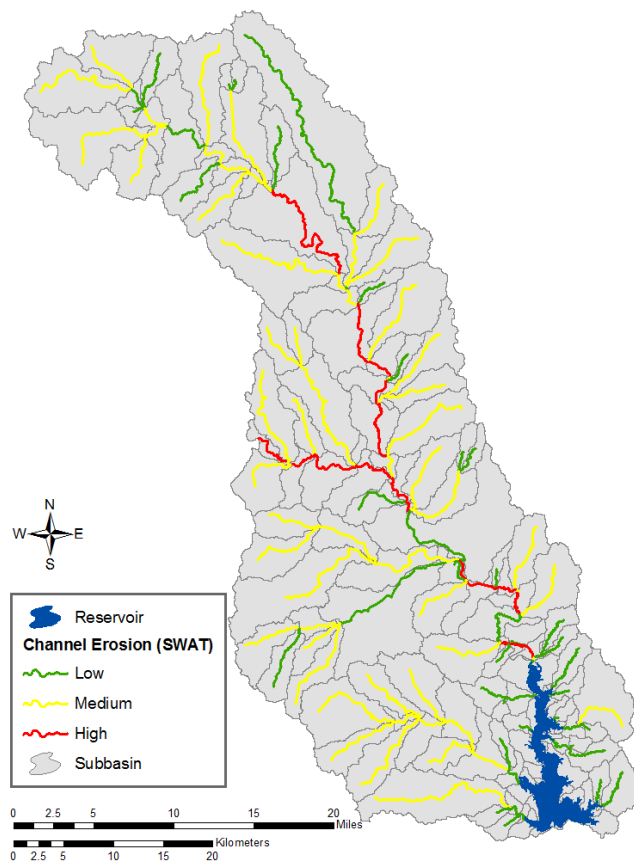 N
W E
S
Reservoir
Channel Erosion (SWAT)
Low
Medium
High
Subbasin
0 2.5 5 10 15 20
Miles
Kilometers
0 2.5 5 10 15 20